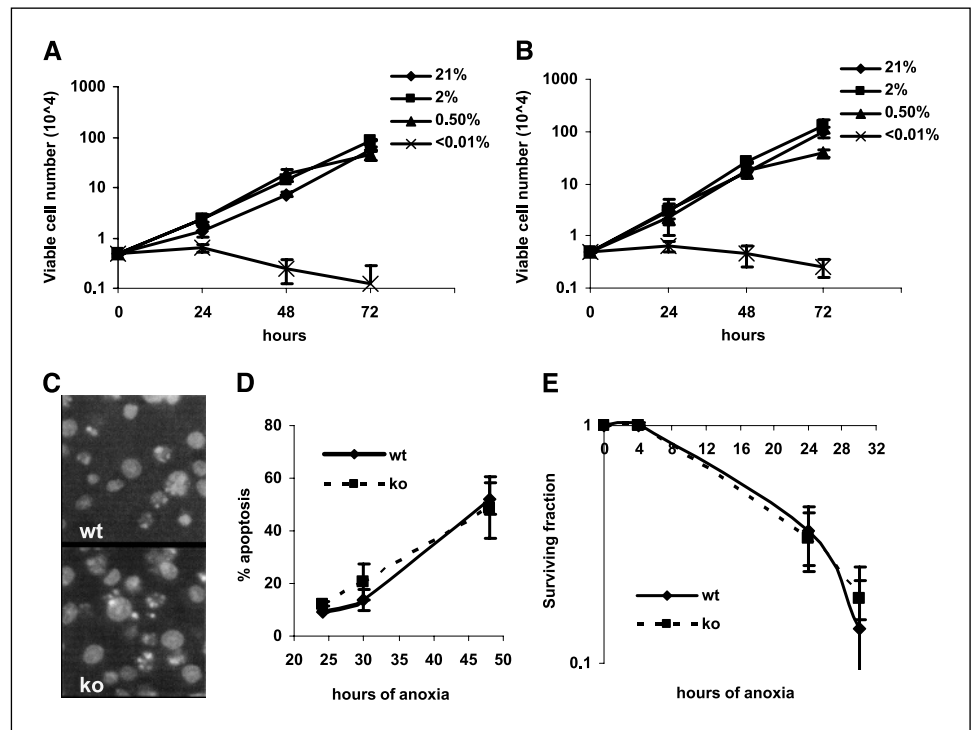 A
Viable cell number (10^4)
1000
100
10
1
0.1
0
24
48
72
hours
21%
2%
0.50%
<0.01%
B
Viable cell number (10^4)
1000
100
10
1
0.1
0
24
48
72
hours
21%
2%
0.50%
<0.01%
C
wt
ko
D
% apoptosis
80
60
40
20
0
20 25 30 35 40 45 50
hours of anoxia
wt
ko
E
Surviving fraction
1
0.1
0 4 8 12 16 20 24 28 32
wt
ko
hours of anoxia